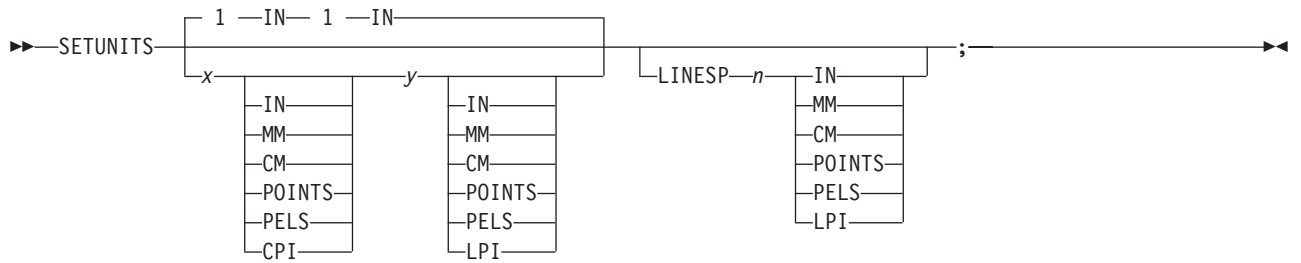 1 IN 1 IN
SETUNITS ;
x y LINESP n IN
IN IN MM
MM MM CM
CM CM POINTS
POINTS POINTS PELS
PELS PELS LPI
CPI LPI